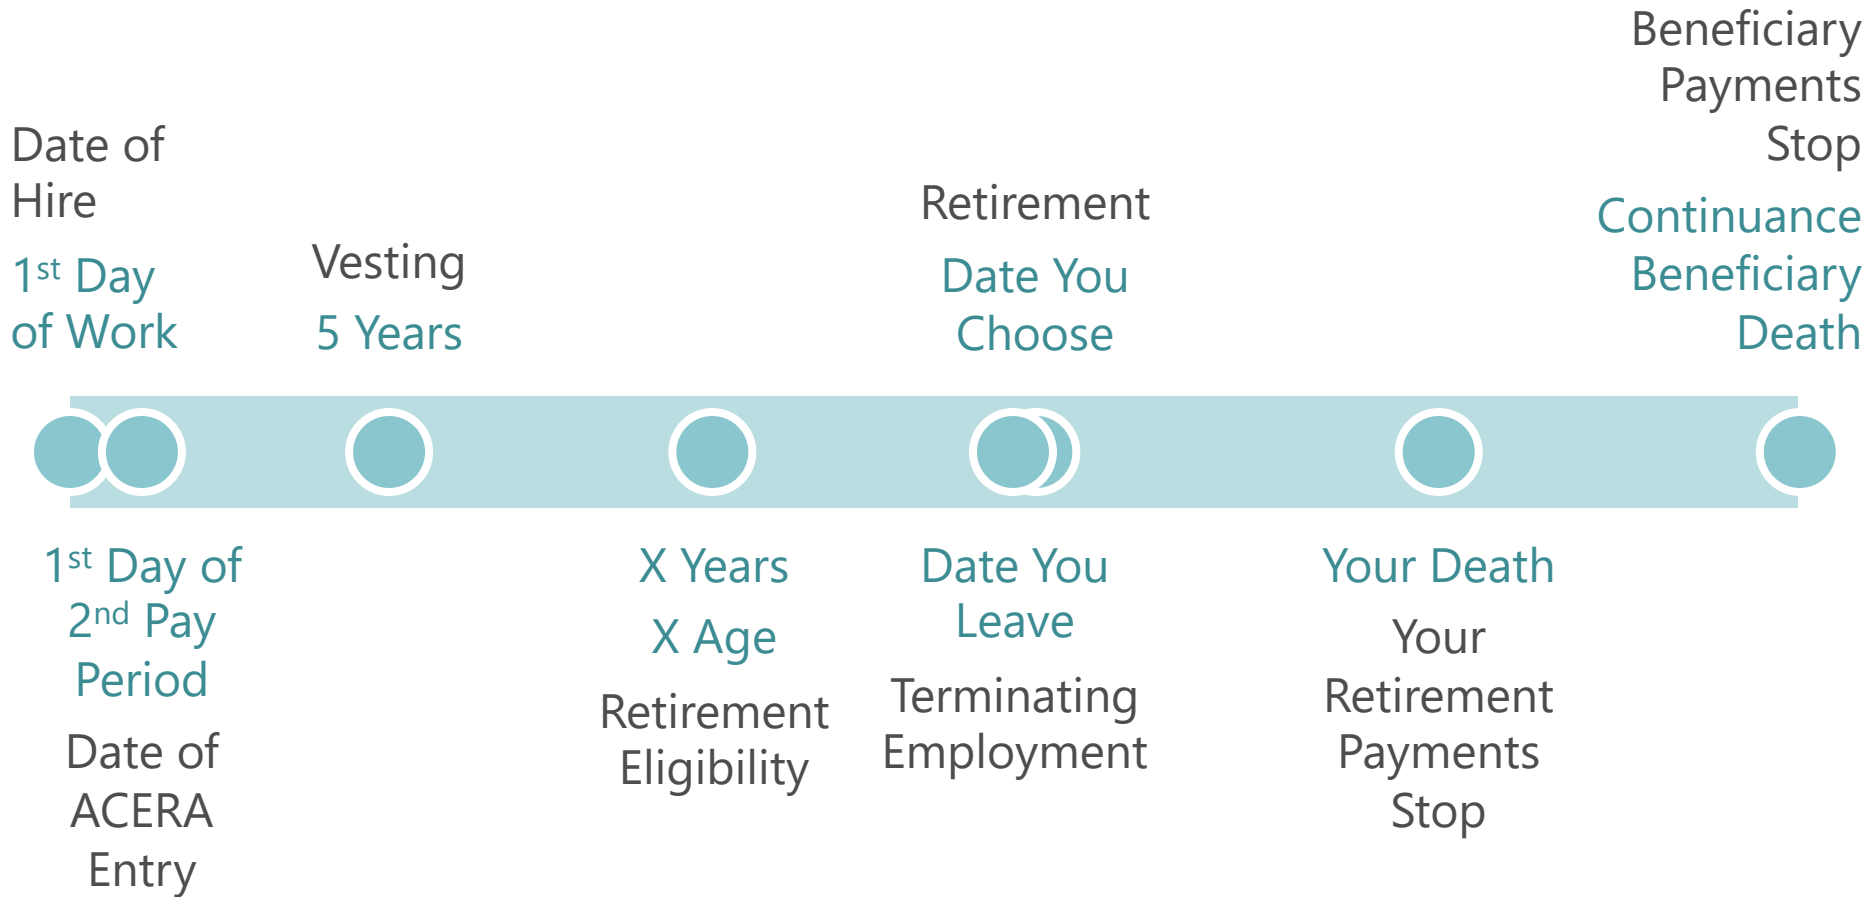 Date of
Hire
1st Day
of Work
Vesting
5 Years
Retirement
Date You
Choose
Beneficiary
Payments
Stop
Continuance
Beneficiary
Death
1st Day of
2nd Pay
Period
Date of
ACERA
Entry
X Years
X Age
Retirement
Eligibility
Date You
Leave
Terminating
Employment
Your Death
Your
Retirement
Payments
Stop